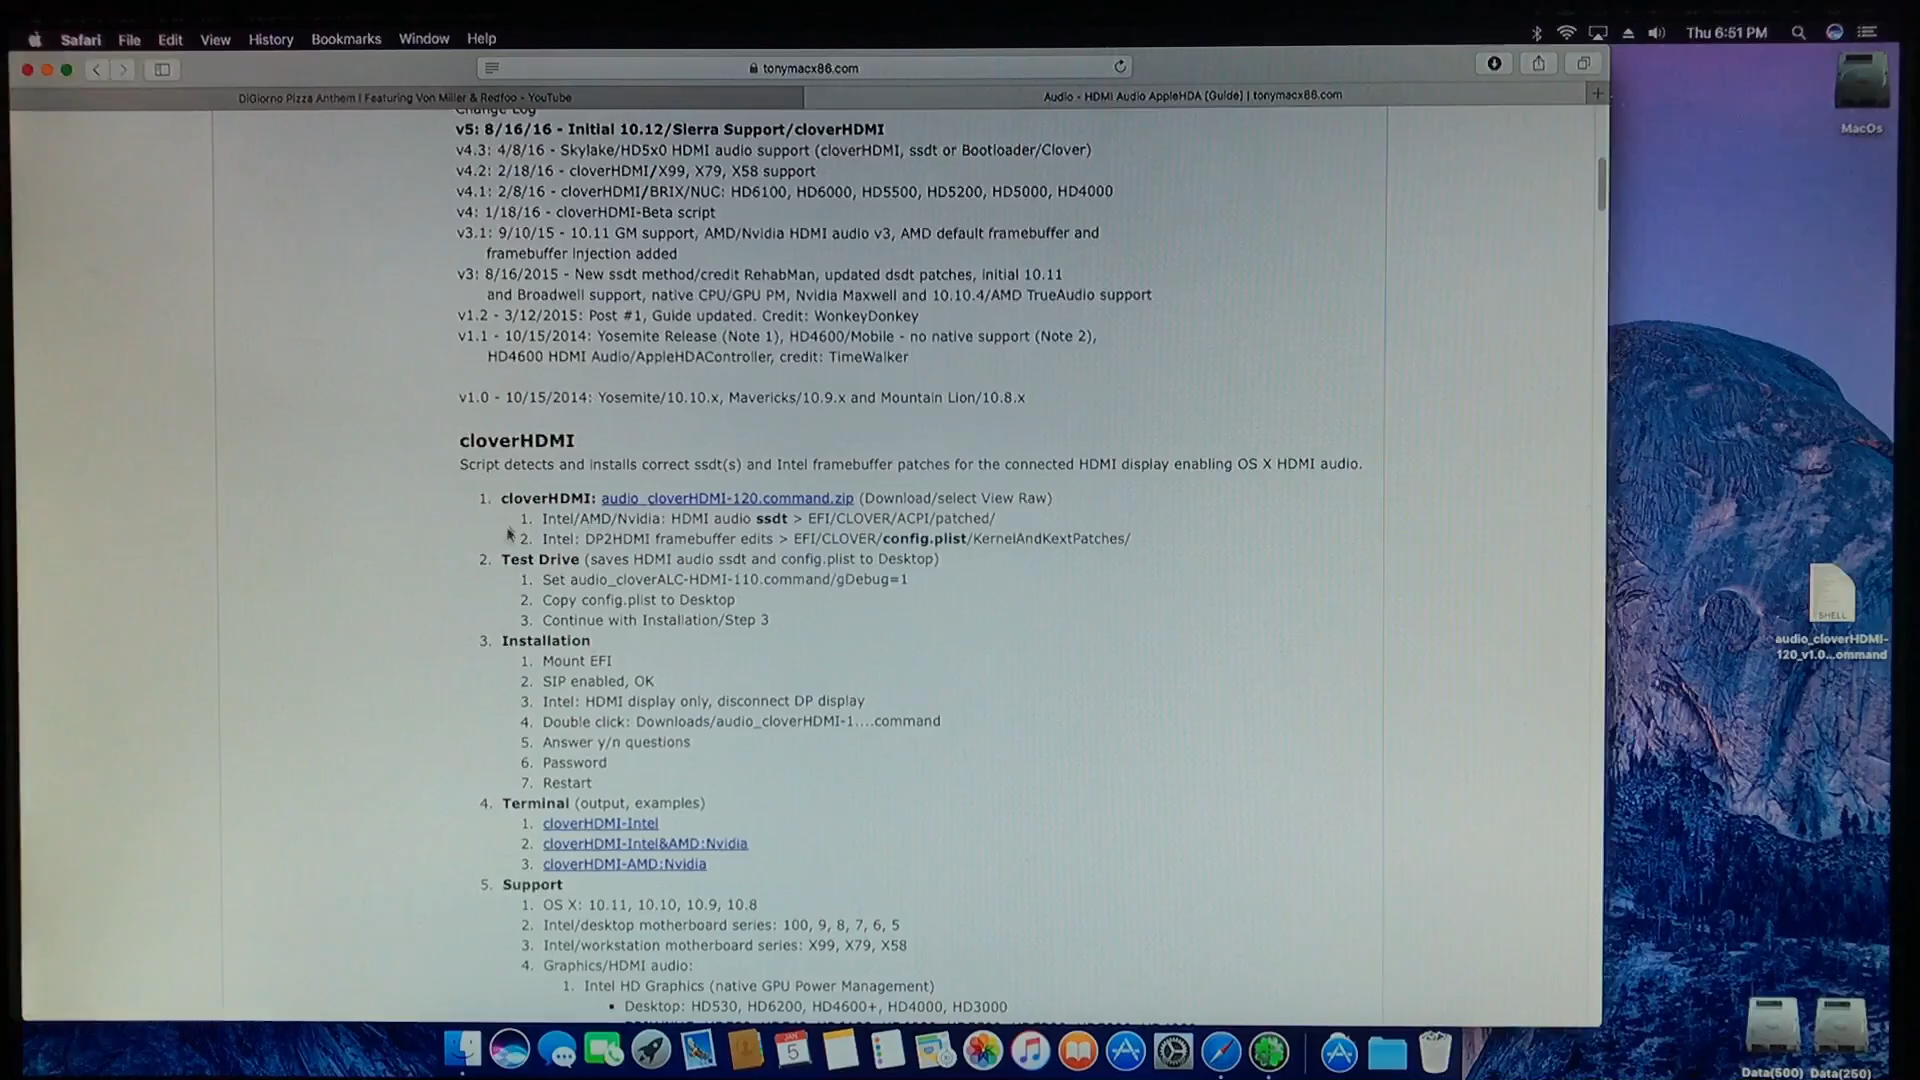 Safari File Edit View History Bookmarks Window Help
Thu 6:51 PM
tonymacx86.com
DiGiorno Pizza Anthem | Featuring Von Miller & Redfoo - YouTube
Audio - HDMI Audio AppleHDA [Guide] | tonymacx86.com
MacOs
Change Log
v5: 8/16/16 - Initial 10.12/Sierra Support/cloverHDMI
v4.3: 4/8/16 - Skylake/HD5x0 HDMI audio support (cloverHDMI, ssdt or Bootloader/Clover)
v4.2: 2/18/16 - cloverHDMI/X99, X79, X58 support
v4.1: 2/8/16 - cloverHDMI/BRIX/NUC: HD6100, HD6000, HD5500, HD5200, HD5000, HD4000
v4: 1/18/16 - cloverHDMI-Beta script
v3.1: 9/10/15 - 10.11 GM support, AMD/Nvidia HDMI audio v3, AMD default framebuffer and
framebuffer injection added
v3: 8/16/2015 - New ssdt method/credit RehabMan, updated dsdt patches, initial 10.11
and Broadwell support, native CPU/GPU PM, Nvidia Maxwell and 10.10.4/AMD TrueAudio support
v1.2 - 3/12/2015: Post #1, Guide updated. Credit: WonkeyDonkey
v1.1 - 10/15/2014: Yosemite Release (Note 1), HD4600/Mobile - no native support (Note 2),
HD4600 HDMI Audio/AppleHDAController, credit: TimeWalker
v1.0 - 10/15/2014: Yosemite/10.10.x, Mavericks/10.9.x and Mountain Lion/10.8.x
cloverHDMI
Script detects and installs correct ssdt(s) and Intel framebuffer patches for the connected HDMI display enabling OS X HDMI audio.
1. cloverHDMI: audio_cloverHDMI-120.command.zip (Download/select View Raw)
1. Intel/AMD/Nvidia: HDMI audio ssdt > EFI/CLOVER/ACPI/patched/
2. Intel: DP2HDMI framebuffer edits > EFI/CLOVER/config.plist/KernelAndKextPatches/
2. Test Drive (saves HDMI audio ssdt and config.plist to Desktop)
1. Set audio_cloverALC-HDMI-110.command/gDebug=1
2. Copy config.plist to Desktop
3. Continue with Installation/Step 3
3. Installation
1. Mount EFI
2. SIP enabled, OK
3. Intel: HDMI display only, disconnect DP display
4. Double click: Downloads/audio_cloverHDMI-1....command
5. Answer y/n questions
6. Password
7. Restart
4. Terminal (output, examples)
1. cloverHDMI-Intel
2. cloverHDMI-Intel&AMD:Nvidia
3. cloverHDMI-AMD:Nvidia
5. Support
1. OS X: 10.11, 10.10, 10.9, 10.8
2. Intel/desktop motherboard series: 100, 9, 8, 7, 6, 5
3. Intel/workstation motherboard series: X99, X79, X58
4. Graphics/HDMI audio:
1. Intel HD Graphics (native GPU Power Management)
▪ Desktop: HD530, HD6200, HD4600+, HD4000, HD3000
SHELL
audio_cloverHDMI-
120_v1.0...ommand
JAN
5
Data(500) Data(250)